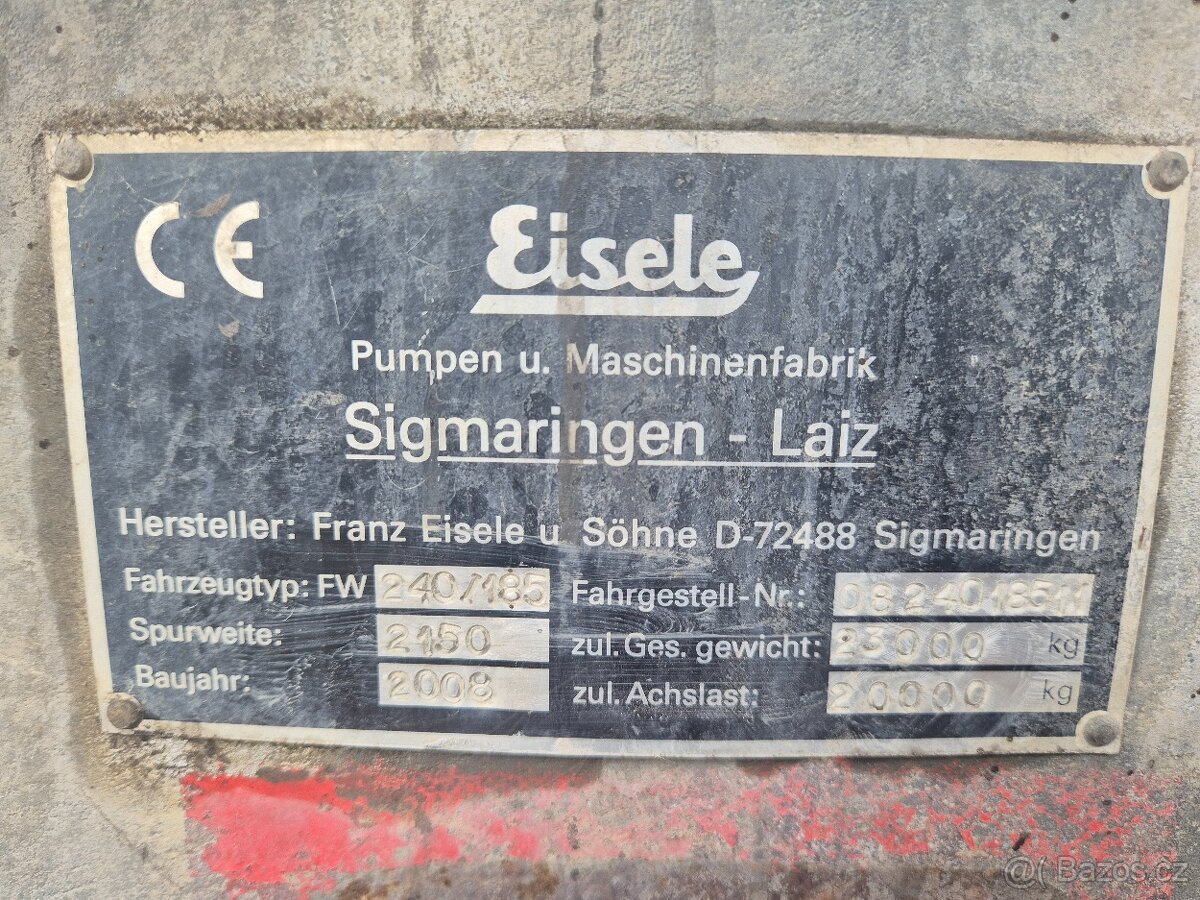 CE
Eisele
Pumpen u. Maschinenfabrik
Sigmaringen - Laiz
Hersteller: Franz Eisele u. Söhne D-72488 Sigmaringen
Fahrzeugtyp: FW 240/185 Fahrgestell-Nr.: 0824018511
Spurweite: 2150 zul. Ges. gewicht: 23000 kg
Baujahr: 2008 zul. Achslast: 20000 kg
@( Bazos.cz